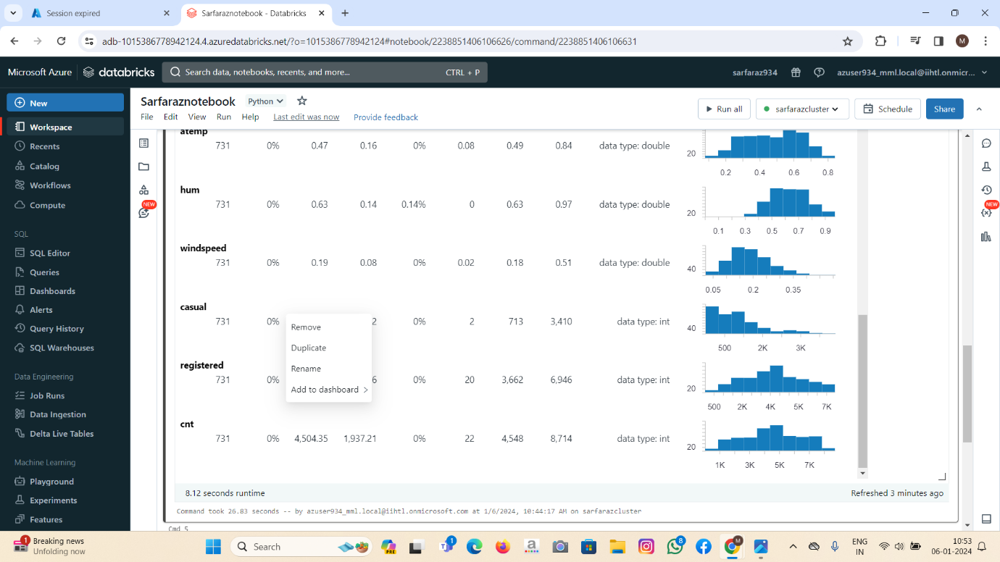 Session expired
Sarfaraznotebook - Databricks
adb-1015386778942124.4.azuredatabricks.net/?o=1015386778942124#notebook/2238851406106626/command/2238851406106631
M
Microsoft Azure databricks
Search data, notebooks, recents, and more... CTRL + P
sarfaraz934
azuser934_mml.local@iihtl.onmicr...
New
Workspace
Recents
Catalog
Workflows
Compute
SQL
SQL Editor
Queries
Dashboards
Alerts
Query History
SQL Warehouses
Data Engineering
Job Runs
Data Ingestion
Delta Live Tables
Machine Learning
Playground
Experiments
Features
Sarfaraznotebook Python
File Edit View Run Help Last edit was now Provide feedback
Run all sarfarazcluster Schedule Share
NEW
NEW
atemp
731 0% 0.47 0.16 0% 0.08 0.49 0.84 data type: double
20
0.2 0.4 0.6 0.8
hum
731 0% 0.63 0.14 0.14% 0 0.63 0.97 data type: double
20
0.1 0.3 0.5 0.7 0.9
windspeed
731 0% 0.19 0.08 0% 0.02 0.18 0.51 data type: double
40
0.05 0.2 0.35
casual
731 0% 2 0% 2 713 3,410 data type: int
40
500 2K 3K
registered
731 0% 6 0% 20 3,662 6,946 data type: int
20
500 2K 4K 5K 7K
cnt
731 0% 4,504.35 1,937.21 0% 22 4,548 8,714 data type: int
20
1K 3K 5K 7K
Remove
Duplicate
Rename
Add to dashboard
8.12 seconds runtime
Refreshed 3 minutes ago
Command took 26.83 seconds -- by azuser934_mml.local@iihtl.onmicrosoft.com at 1/6/2024, 10:44:17 AM on sarfarazcluster
Cmd 5
1
Breaking news
Unfolding now
Search
PRE
1
a
8
M
ENG
IN
10:53
06-01-2024